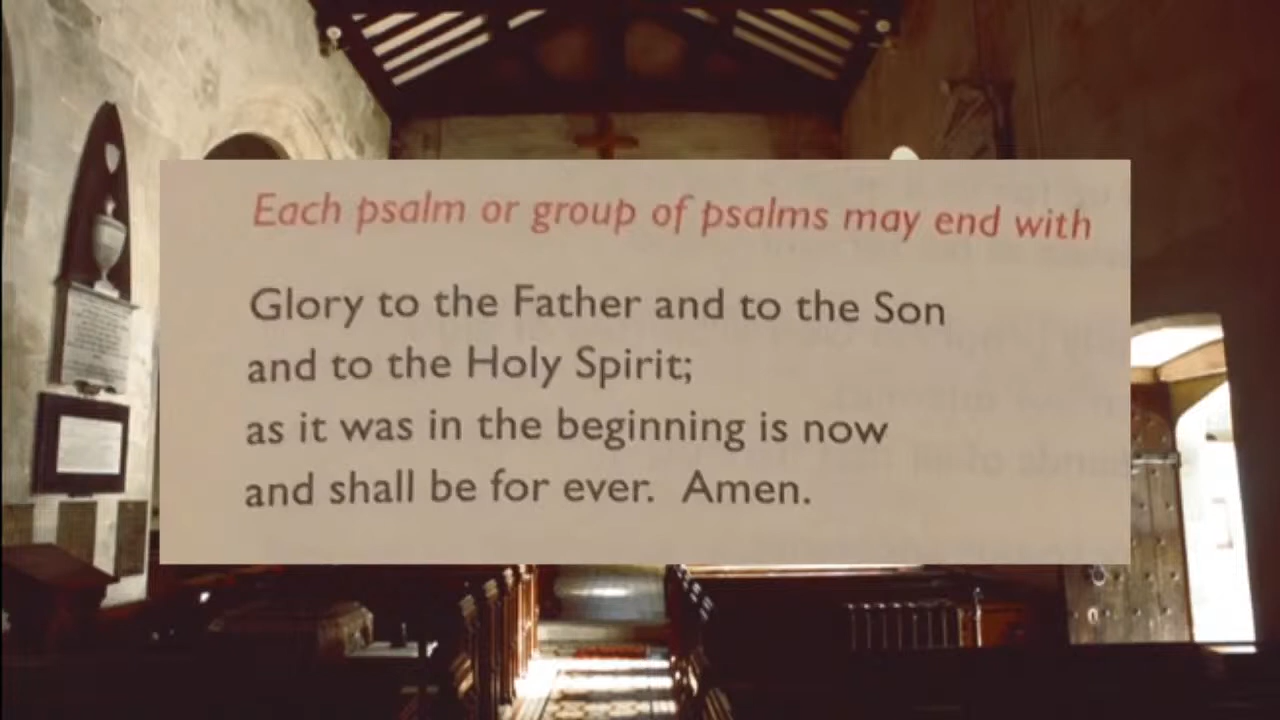 Each psalm or group of psalms may end with
Glory to the Father and to the Son
and to the Holy Spirit;
as it was in the beginning is now
and shall be for ever.  Amen.